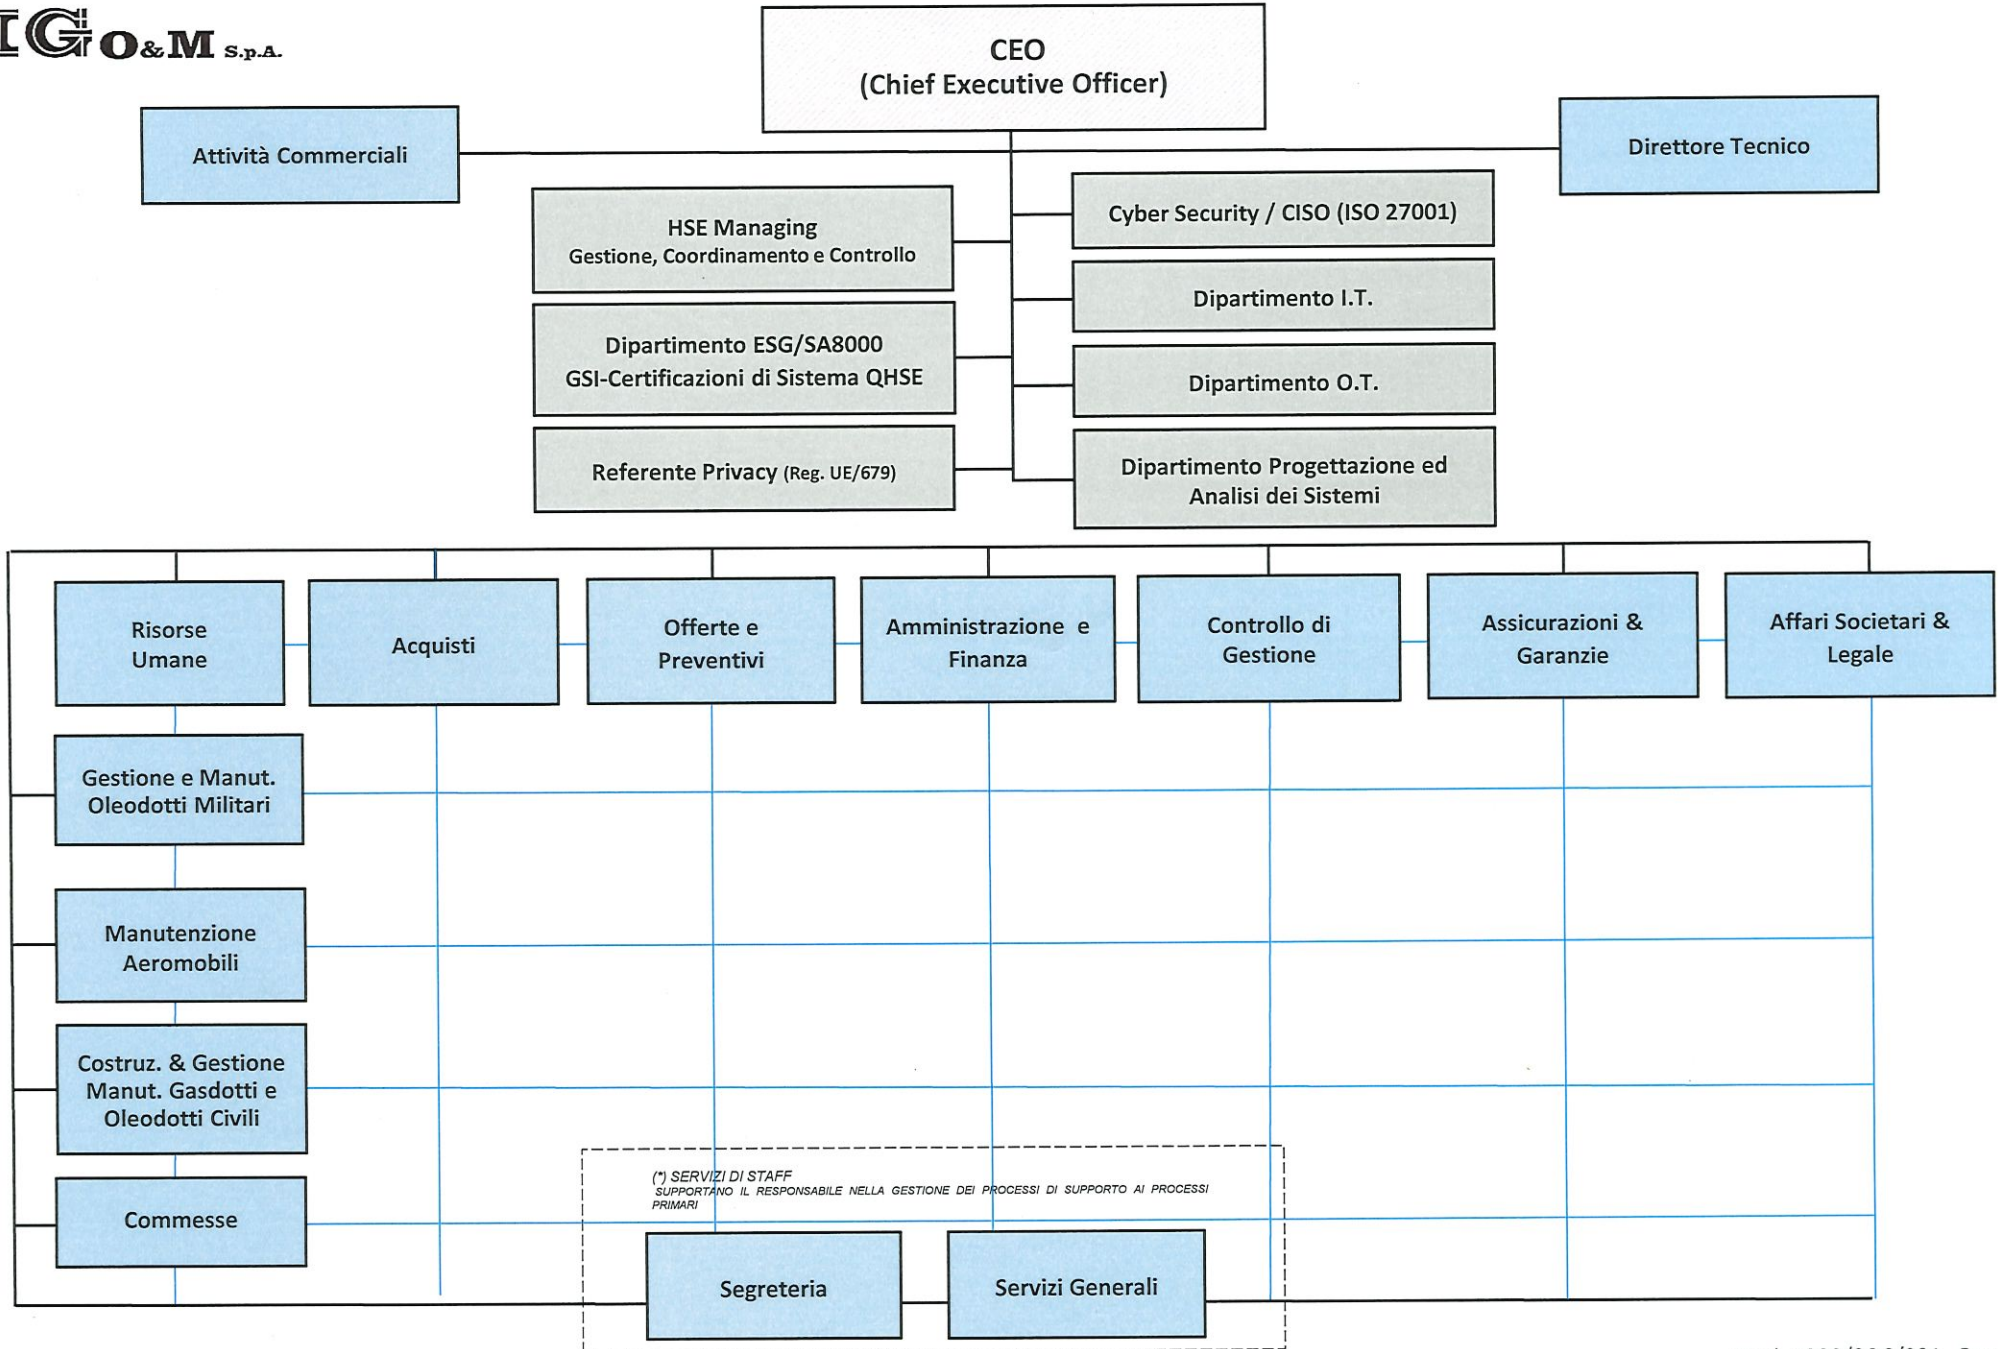 IG O&M S.p.A.
CEO
(Chief Executive Officer)
Attività Commerciali
Direttore Tecnico
HSE Managing
Gestione, Coordinamento e Controllo
Cyber Security / CISO (ISO 27001)
Dipartimento I.T.
Dipartimento ESG/SA8000
GSI-Certificazioni di Sistema QHSE
Dipartimento O.T.
Referente Privacy (Reg. UE/679)
Dipartimento Progettazione ed
Analisi dei Sistemi
Risorse
Umane
Acquisti
Offerte e
Preventivi
Amministrazione e
Finanza
Controllo di
Gestione
Assicurazioni &
Garanzie
Affari Societari &
Legale
Gestione e Manut.
Oleodotti Militari
Manutenzione
Aeromobili
Costruz. & Gestione
Manut. Gasdotti e
Oleodotti Civili
Commesse
(*) SERVIZI DI STAFF
SUPPORTANO IL RESPONSABILE NELLA GESTIONE DEI PROCESSI DI SUPPORTO AI PROCESSI
PRIMARI
Segreteria
Servizi Generali